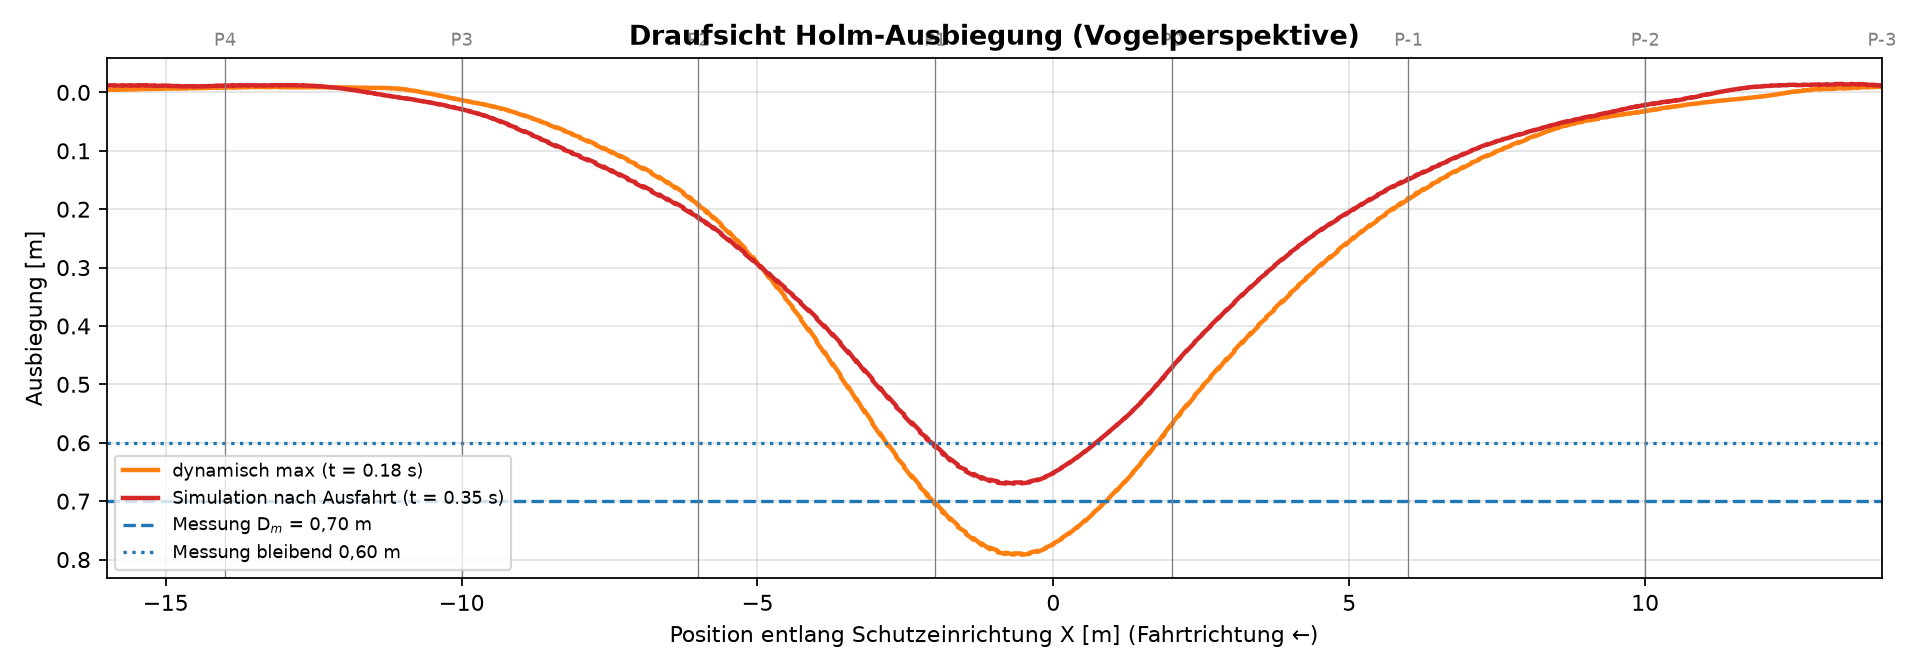 Draufsicht Holm-Ausbiegung (Vogelperspektive)
P4 P3 P-1 P-2 P-3
0.0
0.1
0.2
0.3
0.4
0.5
0.6
0.7
0.8
Ausbiegung [m]
dynamisch max (t = 0.18 s)
Simulation nach Ausfahrt (t = 0.35 s)
Messung Dm = 0,70 m
Messung bleibend 0,60 m
−15 −10 −5 0 5 10
Position entlang Schutzeinrichtung X [m] (Fahrtrichtung ←)